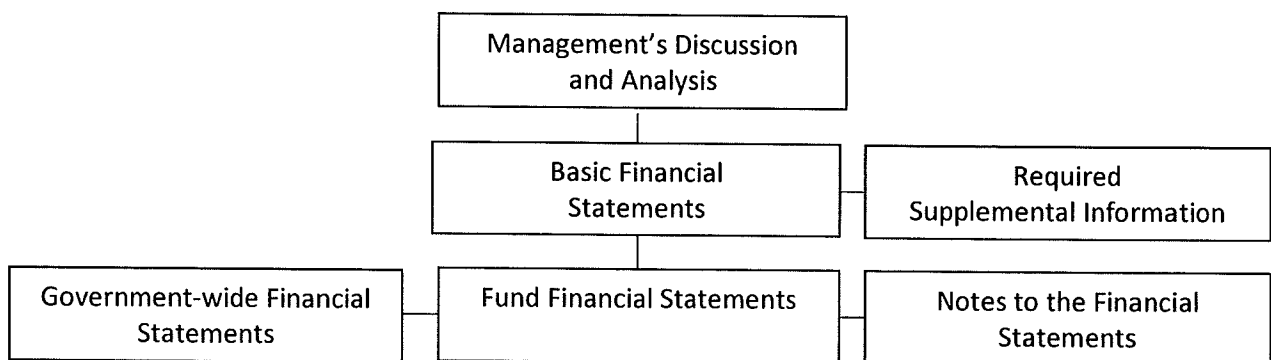 Management's Discussion
and Analysis
Basic Financial
Statements
Required
Supplemental Information
Government-wide Financial
Statements
Fund Financial Statements
Notes to the Financial
Statements